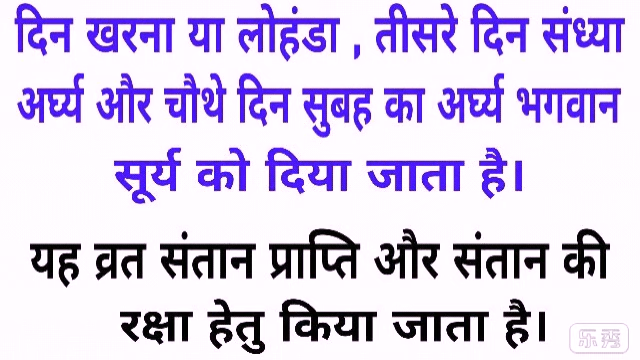 दिन खरना या लोहंडा , तीसरे दिन संध्या
अर्घ्य और चौथे दिन सुबह का अर्घ्य भगवान
सूर्य को दिया जाता है।
यह व्रत संतान प्राप्ति और संतान की
रक्षा हेतु किया जाता है।
乐秀